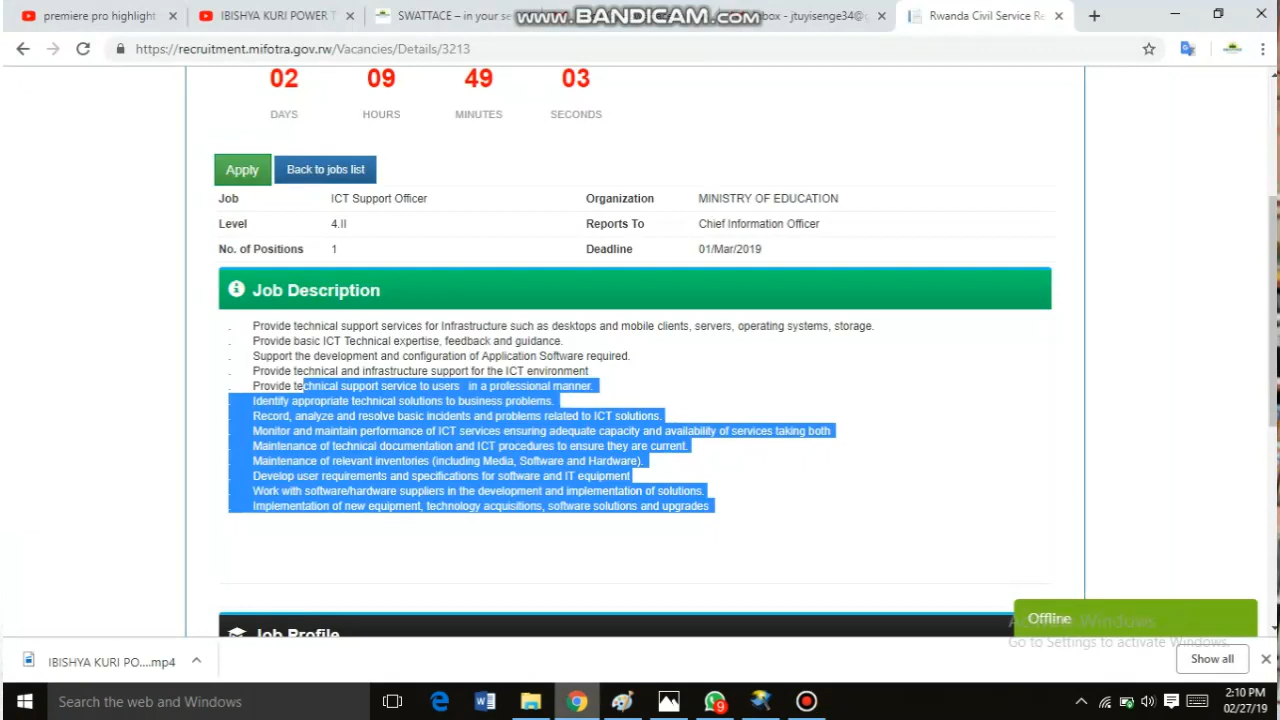 premiere pro highlight
IBISHYA KURI POWER T
SWATTACE – in your se
www.BANDICAM.com
box - jtuyisenge34@g
Rwanda Civil Service Re
https://recruitment.mifotra.gov.rw/Vacancies/Details/3213
02 09 49 03
DAYS HOURS MINUTES SECONDS
Apply Back to jobs list
Job ICT Support Officer Organization MINISTRY OF EDUCATION
Level 4.II Reports To Chief Information Officer
No. of Positions 1 Deadline 01/Mar/2019
Job Description
. Provide technical support services for Infrastructure such as desktops and mobile clients, servers, operating systems, storage.
. Provide basic ICT Technical expertise, feedback and guidance.
. Support the development and configuration of Application Software required.
. Provide technical and infrastructure support for the ICT environment
. Provide technical support service to users in a professional manner.
. Identify appropriate technical solutions to business problems.
. Record, analyze and resolve basic incidents and problems related to ICT solutions.
. Monitor and maintain performance of ICT services ensuring adequate capacity and availability of services taking both
. Maintenance of technical documentation and ICT procedures to ensure they are current.
. Maintenance of relevant inventories (including Media, Software and Hardware).
. Develop user requirements and specifications for software and IT equipment
. Work with software/hardware suppliers in the development and implementation of solutions.
. Implementation of new equipment, technology acquisitions, software solutions and upgrades
Job Profile
Offline
Activate Windows
Go to Settings to activate Windows.
IBISHYA KURI PO....mp4
Show all
Search the web and Windows
9
2:10 PM
02/27/19